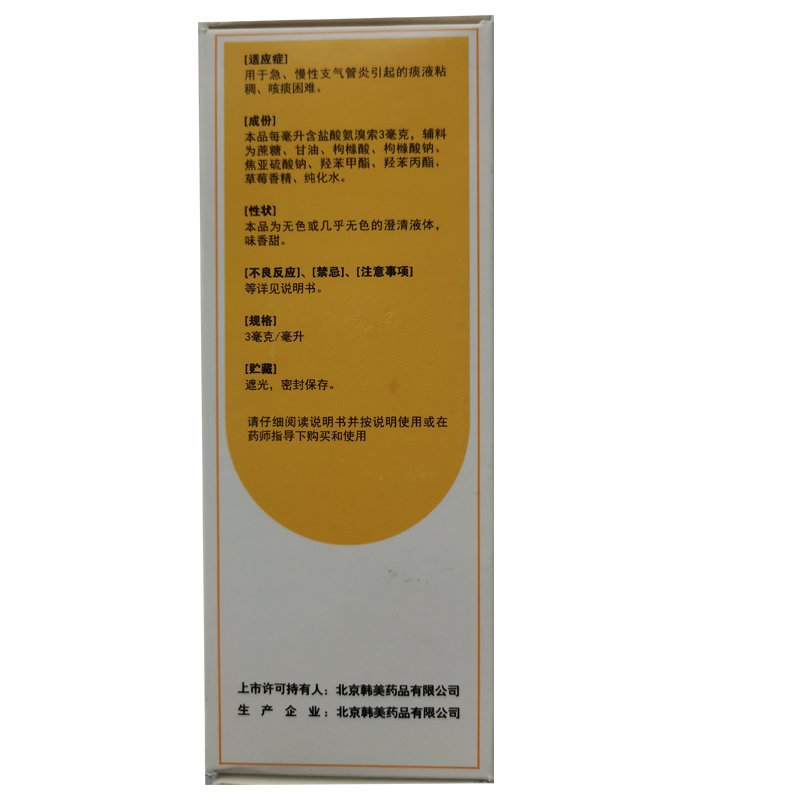 [适应症]
用于急、慢性支气管炎引起的痰液粘
稠、咳痰困难。
[成份]
本品每毫升含盐酸氨溴索3毫克，辅料
为蔗糖、甘油、枸橼酸、枸橼酸钠、
焦亚硫酸钠、羟苯甲酯、羟苯丙酯、
草莓香精、纯化水。
[性状]
本品为无色或几乎无色的澄清液体，
味香甜。
[不良反应]、[禁忌]、[注意事项]
等详见说明书。
[规格]
3毫克/毫升
[贮藏]
遮光，密封保存。
请仔细阅读说明书并按说明使用或在
药师指导下购买和使用
上市许可持有人：北京韩美药品有限公司
生产企业：北京韩美药品有限公司